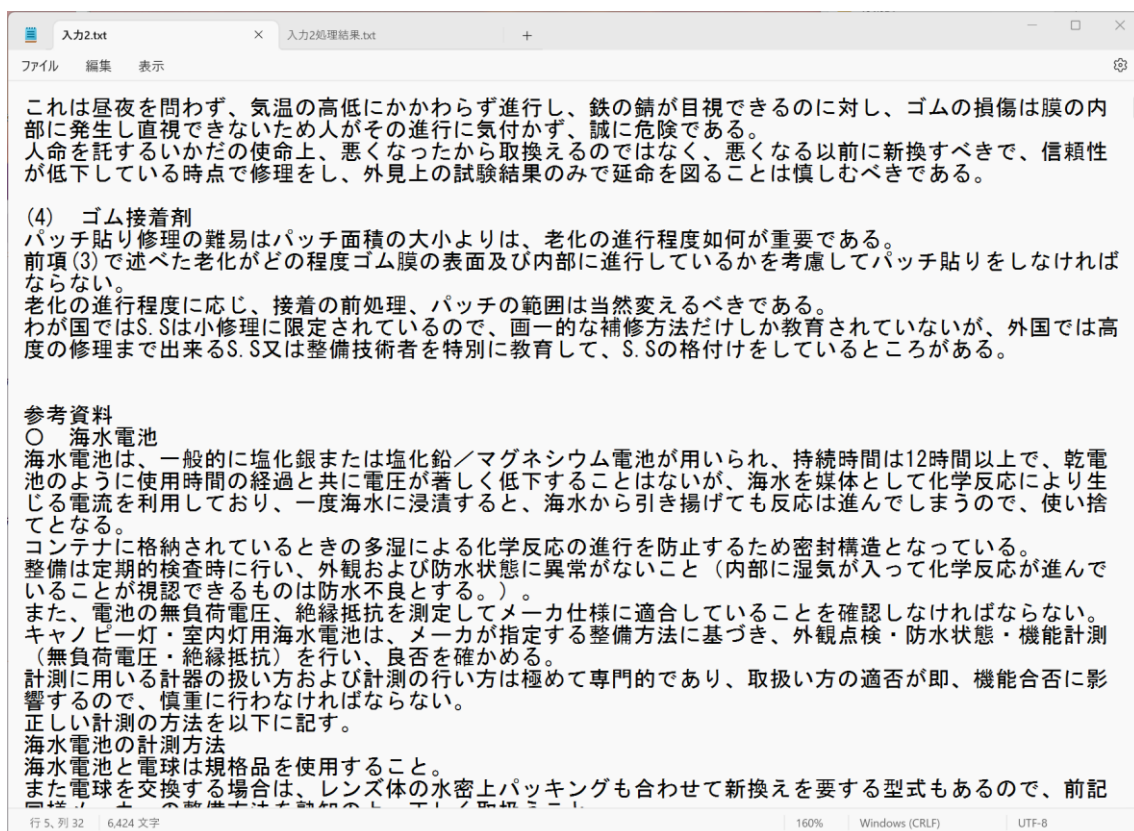 入力2.txt
入力2処理結果.txt
ファイル 編集 表示
これは昼夜を問わず、気温の高低にかかわらず進行し、鉄の錆が目視できるのに対し、ゴムの損傷は膜の内
部に発生し直視できないため人がその進行に気付かず、誠に危険である。
人命を託するいかだの使命上、悪くなったから取換えるのではなく、悪くなる以前に新換すべきで、信頼性
が低下している時点で修理をし、外見上の試験結果のみで延命を図ることは慎しむべきである。
(4) ゴム接着剤
パッチ貼り修理の難易はパッチ面積の大小よりは、老化の進行程度如何が重要である。
前項(3)で述べた老化がどの程度ゴム膜の表面及び内部に進行しているかを考慮してパッチ貼りをしなければ
ならない。
老化の進行程度に応じ、接着の前処理、パッチの範囲は当然変えるべきである。
わが国ではS.Sは小修理に限定されているので、画一的な補修方法だけしか教育されていないが、外国では高
度の修理まで出来るS.S又は整備技術者を特別に教育して、S.Sの格付けをしているところがある。
参考資料
○ 海水電池
海水電池は、一般的に塩化銀または塩化鉛／マグネシウム電池が用いられ、持続時間は12時間以上で、乾電
池のように使用時間の経過と共に電圧が著しく低下することはないが、海水を媒体として化学反応により生
じる電流を利用しており、一度海水に浸漬すると、海水から引き揚げても反応は進んでしまうので、使い捨
てとなる。
コンテナに格納されているときの多湿による化学反応の進行を防止するため密封構造となっている。
整備は定期的検査時に行い、外観および防水状態に異常がないこと（内部に湿気が入って化学反応が進んで
いることが視認できるものは防水不良とする。）。
また、電池の無負荷電圧、絶縁抵抗を測定してメーカ仕様に適合していることを確認しなければならない。
キャノピー灯・室内灯用海水電池は、メーカが指定する整備方法に基づき、外観点検・防水状態・機能計測
（無負荷電圧・絶縁抵抗）を行い、良否を確かめる。
計測に用いる計器の扱い方および計測の行い方は極めて専門的であり、取扱い方の適否が即、機能合否に影
響するので、慎重に行わなければならない。
正しい計測の方法を以下に記す。
海水電池の計測方法
海水電池と電球は規格品を使用すること。
また電球を交換する場合は、レンズ体の水密上パッキングも合わせて新換えを要する型式もあるので、前記
行 5、列 32 6,424 文字 160% Windows (CRLF) UTF-8